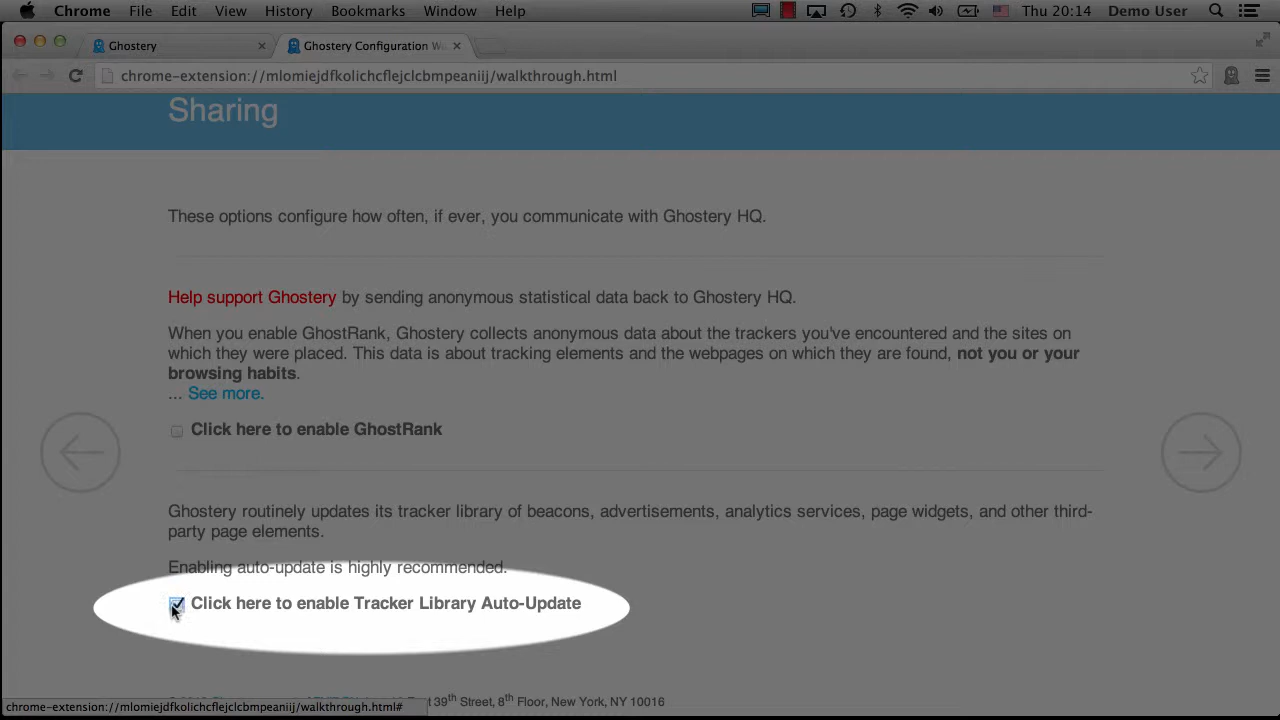 Chrome File Edit View History Bookmarks Window Help Thu 20:14 Demo User
Ghostery Ghostery Configuration
chrome-extension://mlomiejdfkolichcflejclcbmpeaniij/walkthrough.html
Sharing
These options configure how often, if ever, you communicate with Ghostery HQ.
Help support Ghostery by sending anonymous statistical data back to Ghostery HQ.
When you enable GhostRank, Ghostery collects anonymous data about the trackers you've encountered and the sites on
which they were placed. This data is about tracking elements and the webpages on which they are found, not you or your
browsing habits.
... See more.
Click here to enable GhostRank
Ghostery routinely updates its tracker library of beacons, advertisements, analytics services, page widgets, and other third-
party page elements.
Enabling auto-update is highly recommended.
Click here to enable Tracker Library Auto-Update
39th Street, 8th Floor, New York, NY 10016
chrome-extension://mlomiejdfkolichcflejclcbmpeaniij/walkthrough.html#